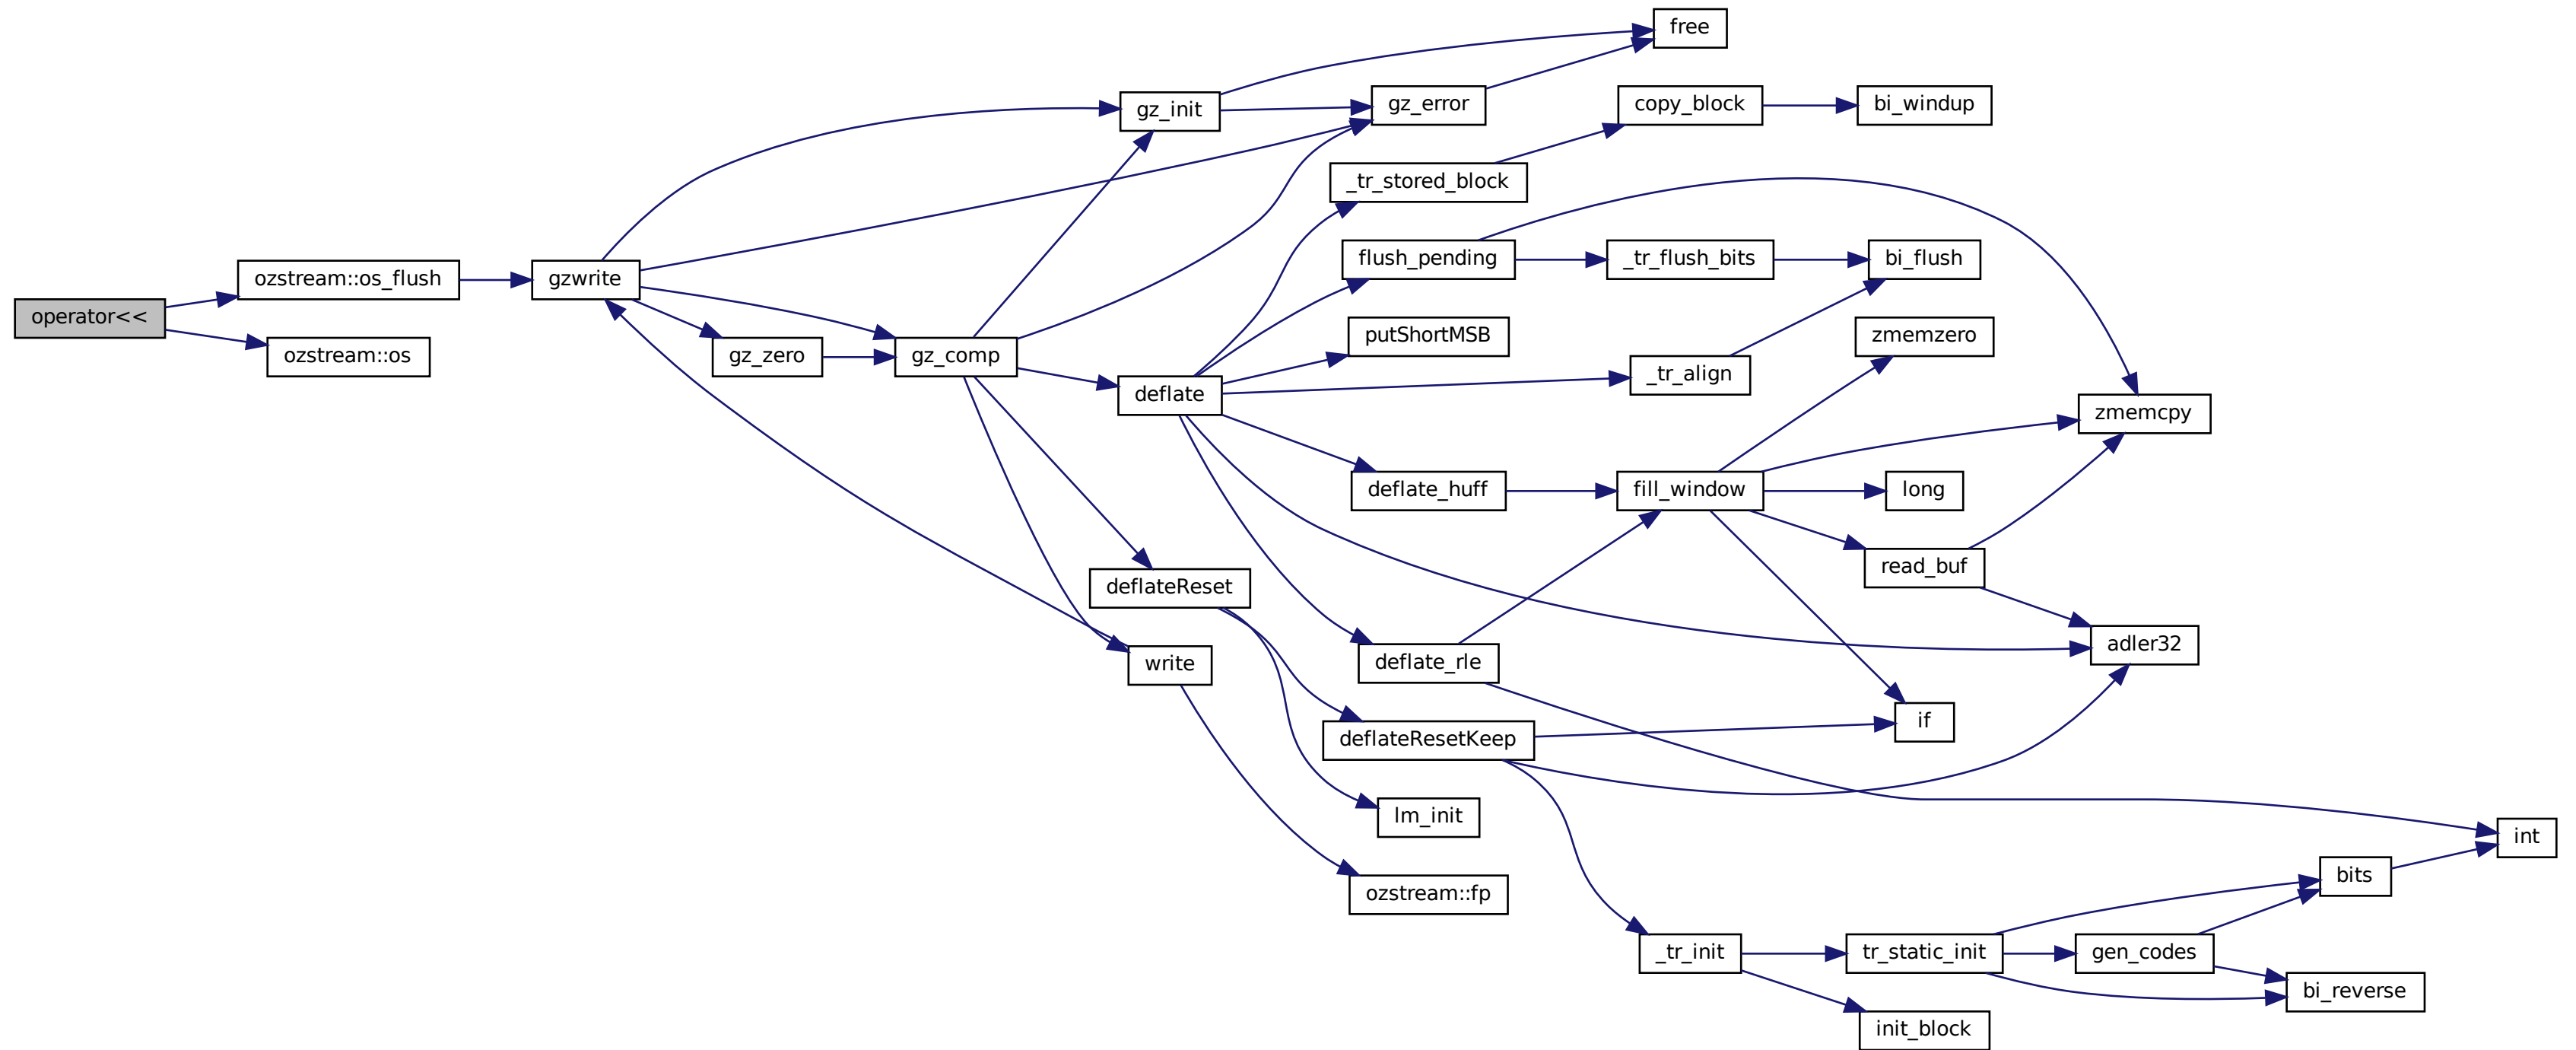 operator<<
ozstream::os_flush
ozstream::os
gzwrite
gz_zero
gz_comp
gz_init
deflate
deflateReset
write
free
gz_error
_tr_stored_block
flush_pending
putShortMSB
deflate_huff
deflate_rle
deflateResetKeep
lm_init
ozstream::fp
copy_block
_tr_flush_bits
_tr_align
fill_window
_tr_init
bi_windup
bi_flush
zmemzero
long
read_buf
if
tr_static_init
init_block
zmemcpy
adler32
gen_codes
bits
bi_reverse
int